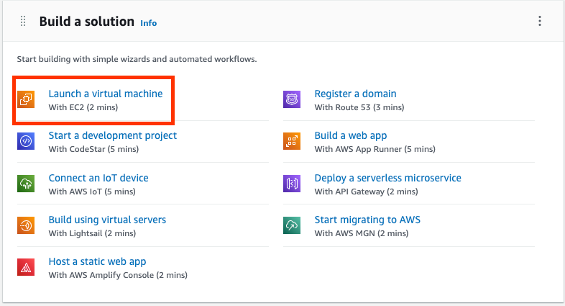 Build a solution Info
Start building with simple wizards and automated workflows.
Launch a virtual machine
With EC2 (2 mins)
Register a domain
With Route 53 (3 mins)
Start a development project
With CodeStar (5 mins)
Build a web app
With AWS App Runner (5 mins)
Connect an IoT device
With AWS IoT (5 mins)
Deploy a serverless microservice
With API Gateway (2 mins)
Build using virtual servers
With Lightsail (2 mins)
Start migrating to AWS
With AWS MGN (2 mins)
Host a static web app
With AWS Amplify Console (2 mins)